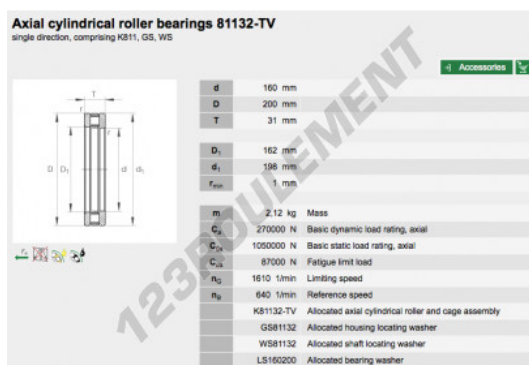 Axial cylindrical roller bearings 81132-TV
single direction, comprising K811, GS, WS
Accessories
d 160 mm
D 200 mm
T 31 mm
D1 162 mm
d1 198 mm
rmin 1 mm
m 2,12 kg Mass
Ca 270000 N Basic dynamic load rating, axial
C0a 1050000 N Basic static load rating, axial
Cua 87000 N Fatigue limit load
nG 1610 1/min Limiting speed
nB 640 1/min Reference speed
K81132-TV Allocated axial cylindrical roller and cage assembly
GS81132 Allocated housing locating washer
WS81132 Allocated shaft locating washer
LS160200 Allocated bearing washer
T
r
r
D D1 d d1
123ROULEMENT